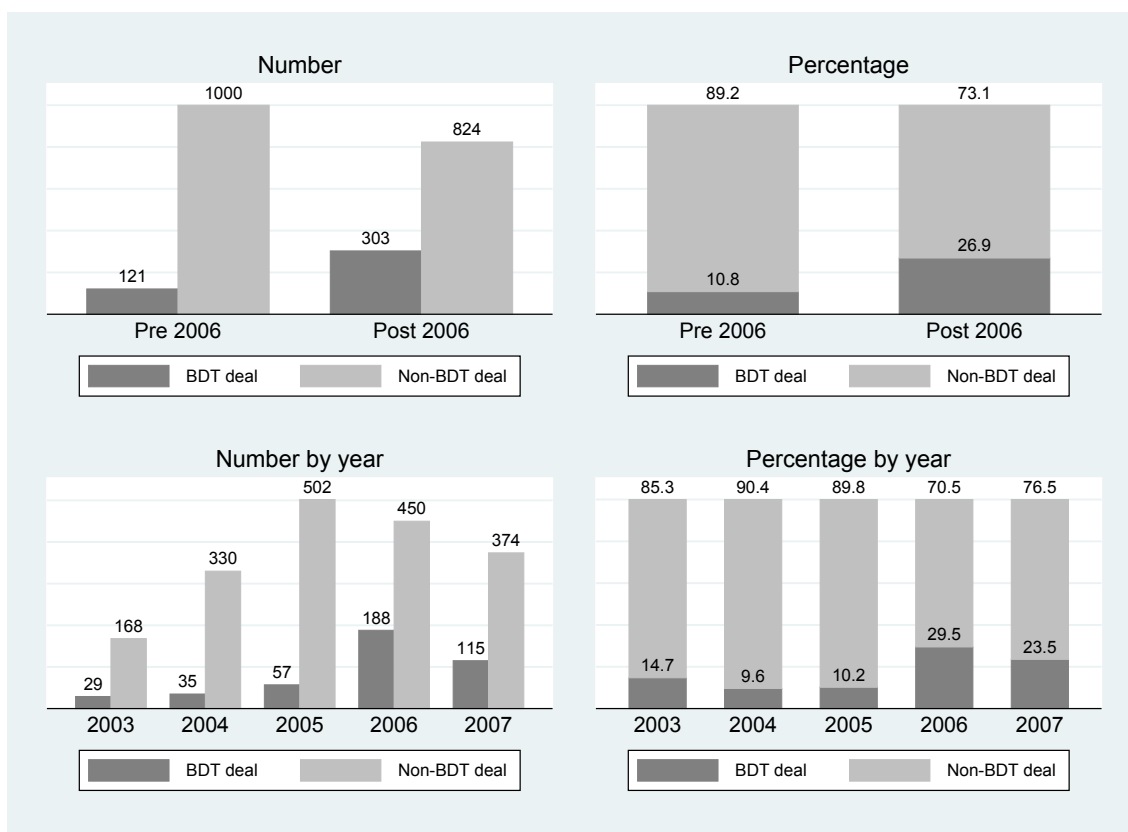 Number
1000
824
303
121
Pre 2006 Post 2006
BDT deal Non-BDT deal
Percentage
89.2 73.1
26.9
10.8
Pre 2006 Post 2006
BDT deal Non-BDT deal
Number by year
502
450
374
330
188
168
115
57
35
29
2003 2004 2005 2006 2007
BDT deal Non-BDT deal
Percentage by year
85.3 90.4 89.8 70.5 76.5
29.5
23.5
14.7
10.2
9.6
2003 2004 2005 2006 2007
BDT deal Non-BDT deal